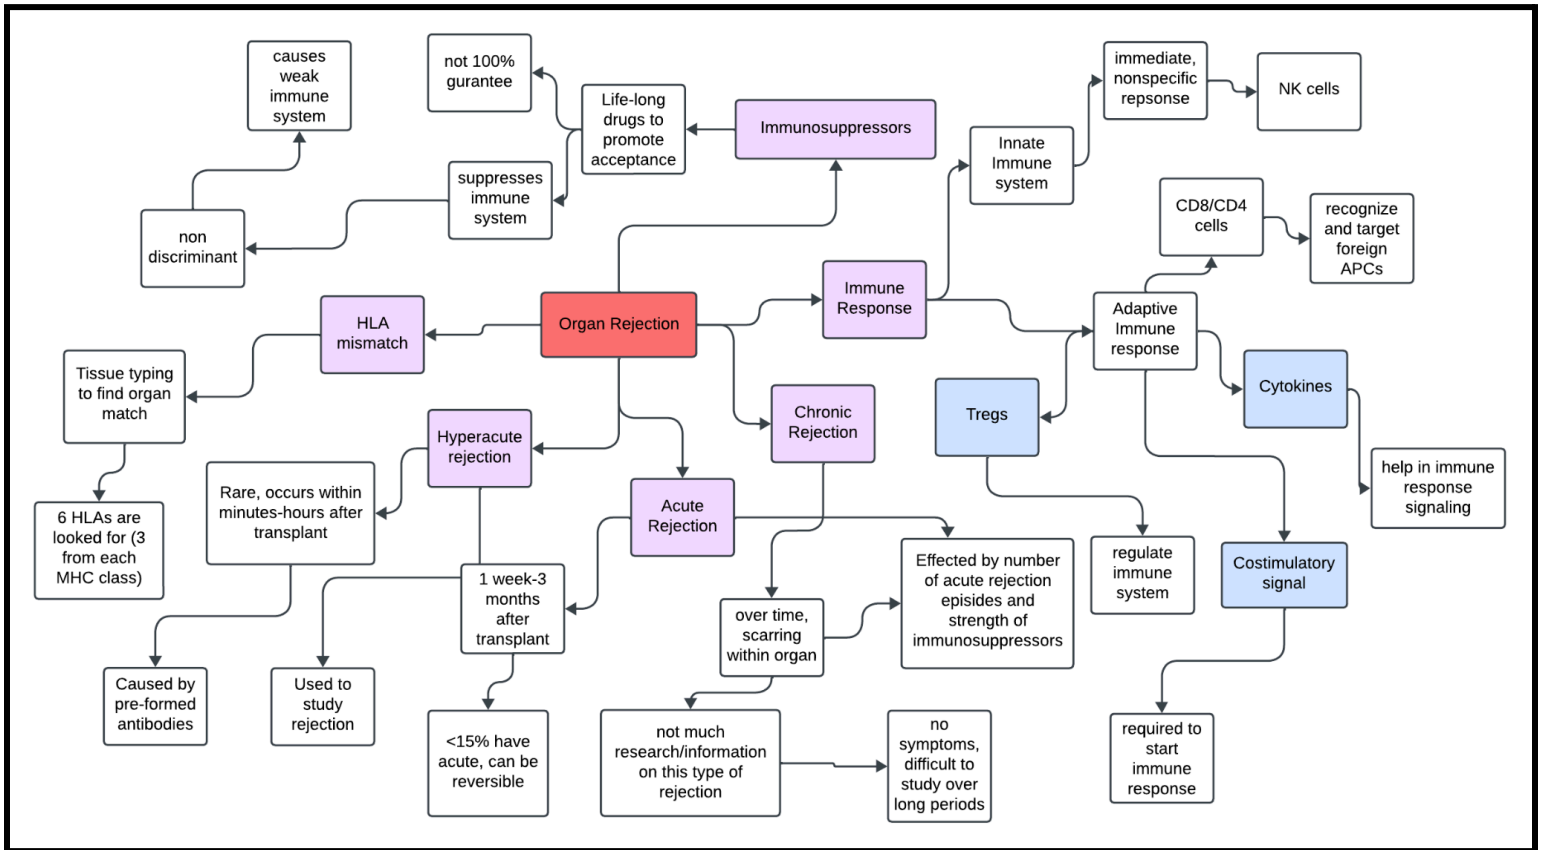 causes
weak
immune
system
not 100%
gurantee
Life-long
drugs to
promote
acceptance
Immunosuppressors
immediate,
nonspecific
repsonse
NK cells
Innate
Immune
system
suppresses
immune
system
non
discriminant
CD8/CD4
cells
recognize
and target
foreign
APCs
HLA
mismatch
Organ Rejection
Immune
Response
Adaptive
Immune
response
Tissue typing
to find organ
match
Hyperacute
rejection
Chronic
Rejection
Tregs
Cytokines
6 HLAs are
looked for (3
from each
MHC class)
Rare, occurs within
minutes-hours after
transplant
Acute
Rejection
help in immune
response
signaling
1 week-3
months
after
transplant
over time,
scarring
within organ
Effected by number
of acute rejection
episides and
strength of
immunosuppressors
regulate
immune
system
Costimulatory
signal
Caused by
pre-formed
antibodies
Used to
study
rejection
<15% have
acute, can be
reversible
not much
research/information
on this type of
rejection
no
symptoms,
difficult to
study over
long periods
required to
start
immune
response